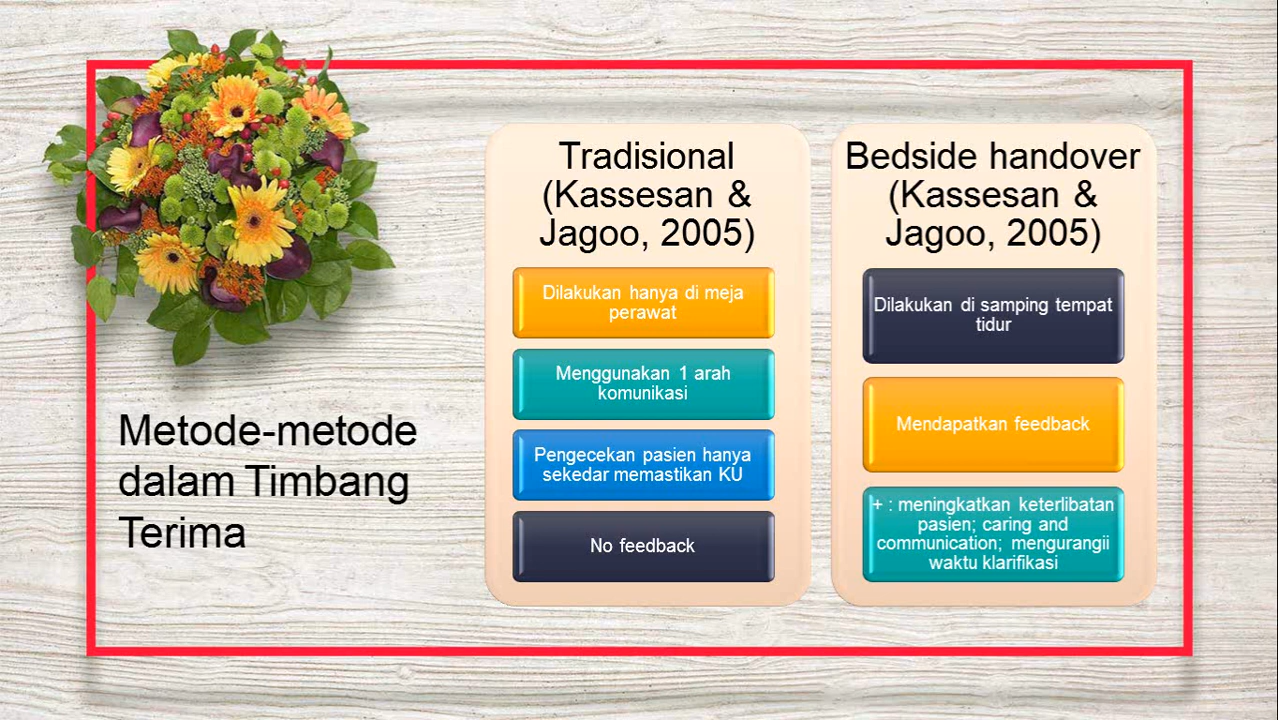 Metode-metode
dalam Timbang
Terima
Tradisional
(Kassesan &
Jagoo, 2005)
Dilakukan hanya di meja
perawat
Menggunakan 1 arah
komunikasi
Pengecekan pasien hanya
sekedar memastikan KU
No feedback
Bedside handover
(Kassesan &
Jagoo, 2005)
Dilakukan di samping tempat
tidur
Mendapatkan feedback
+ : meningkatkan keterlibatan
pasien; caring and
communication; mengurangii
waktu klarifikasi